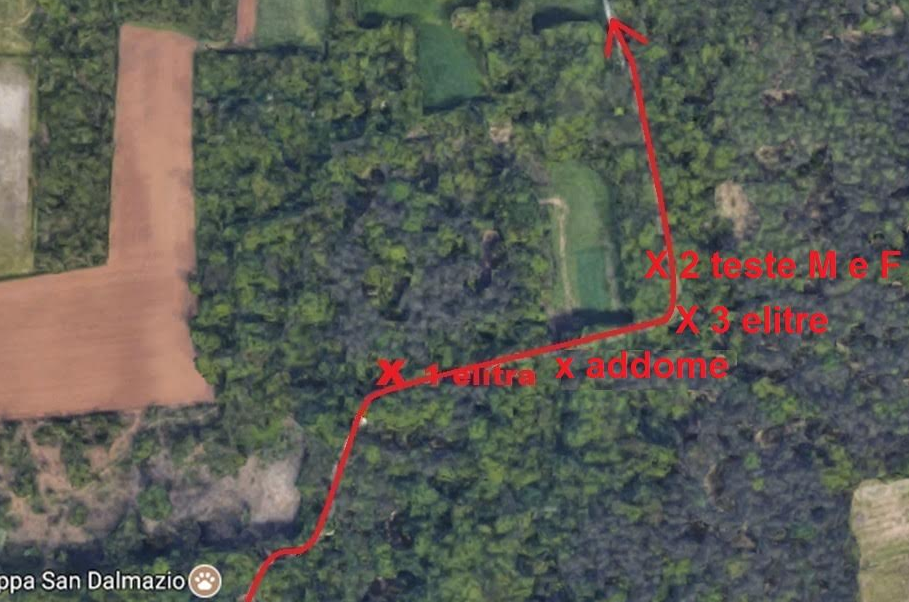 X 2 teste M e F
X 3 elitre
x addome
X 1 elitra
ppa San Dalmazio